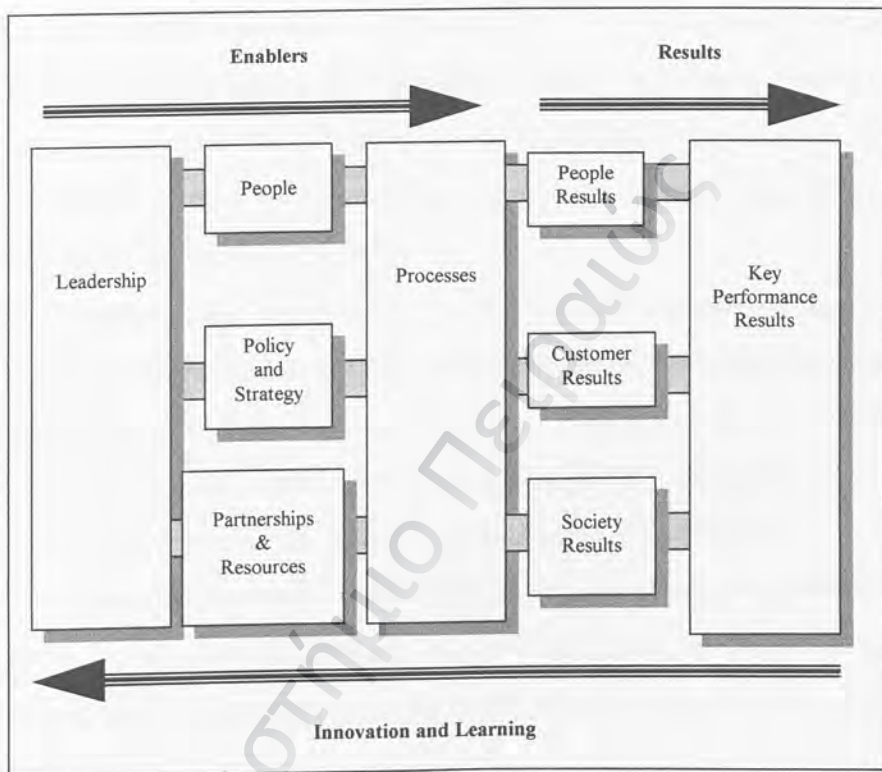 Enablers
Results
Leadership
People
Policy
and
Strategy
Partnerships
&
Resources
Processes
People
Results
Customer
Results
Society
Results
Key
Performance
Results
Innovation and Learning
Πειραιώς